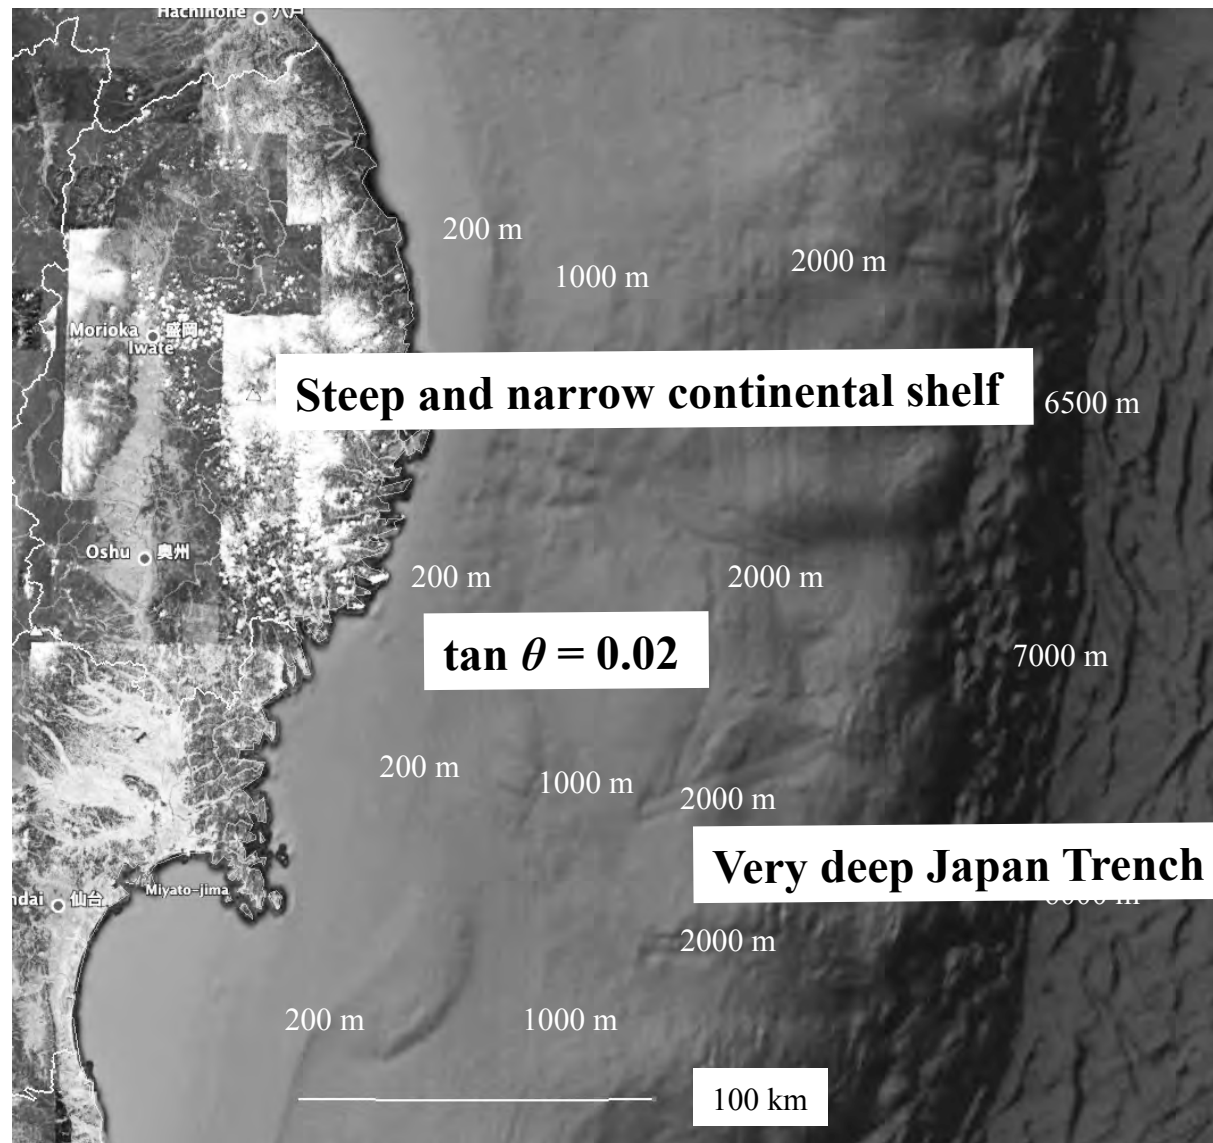 Hachinohe 八戸
200 m
2000 m
1000 m
Morioka 盛岡
Iwate
Steep and narrow continental shelf
6500 m
Oshu 奥州
200 m
2000 m
tan θ = 0.02
7000 m
200 m
1000 m
2000 m
Very deep Japan Trench
Miyato-jima
ndai 仙台
2000 m
200 m
1000 m
100 km